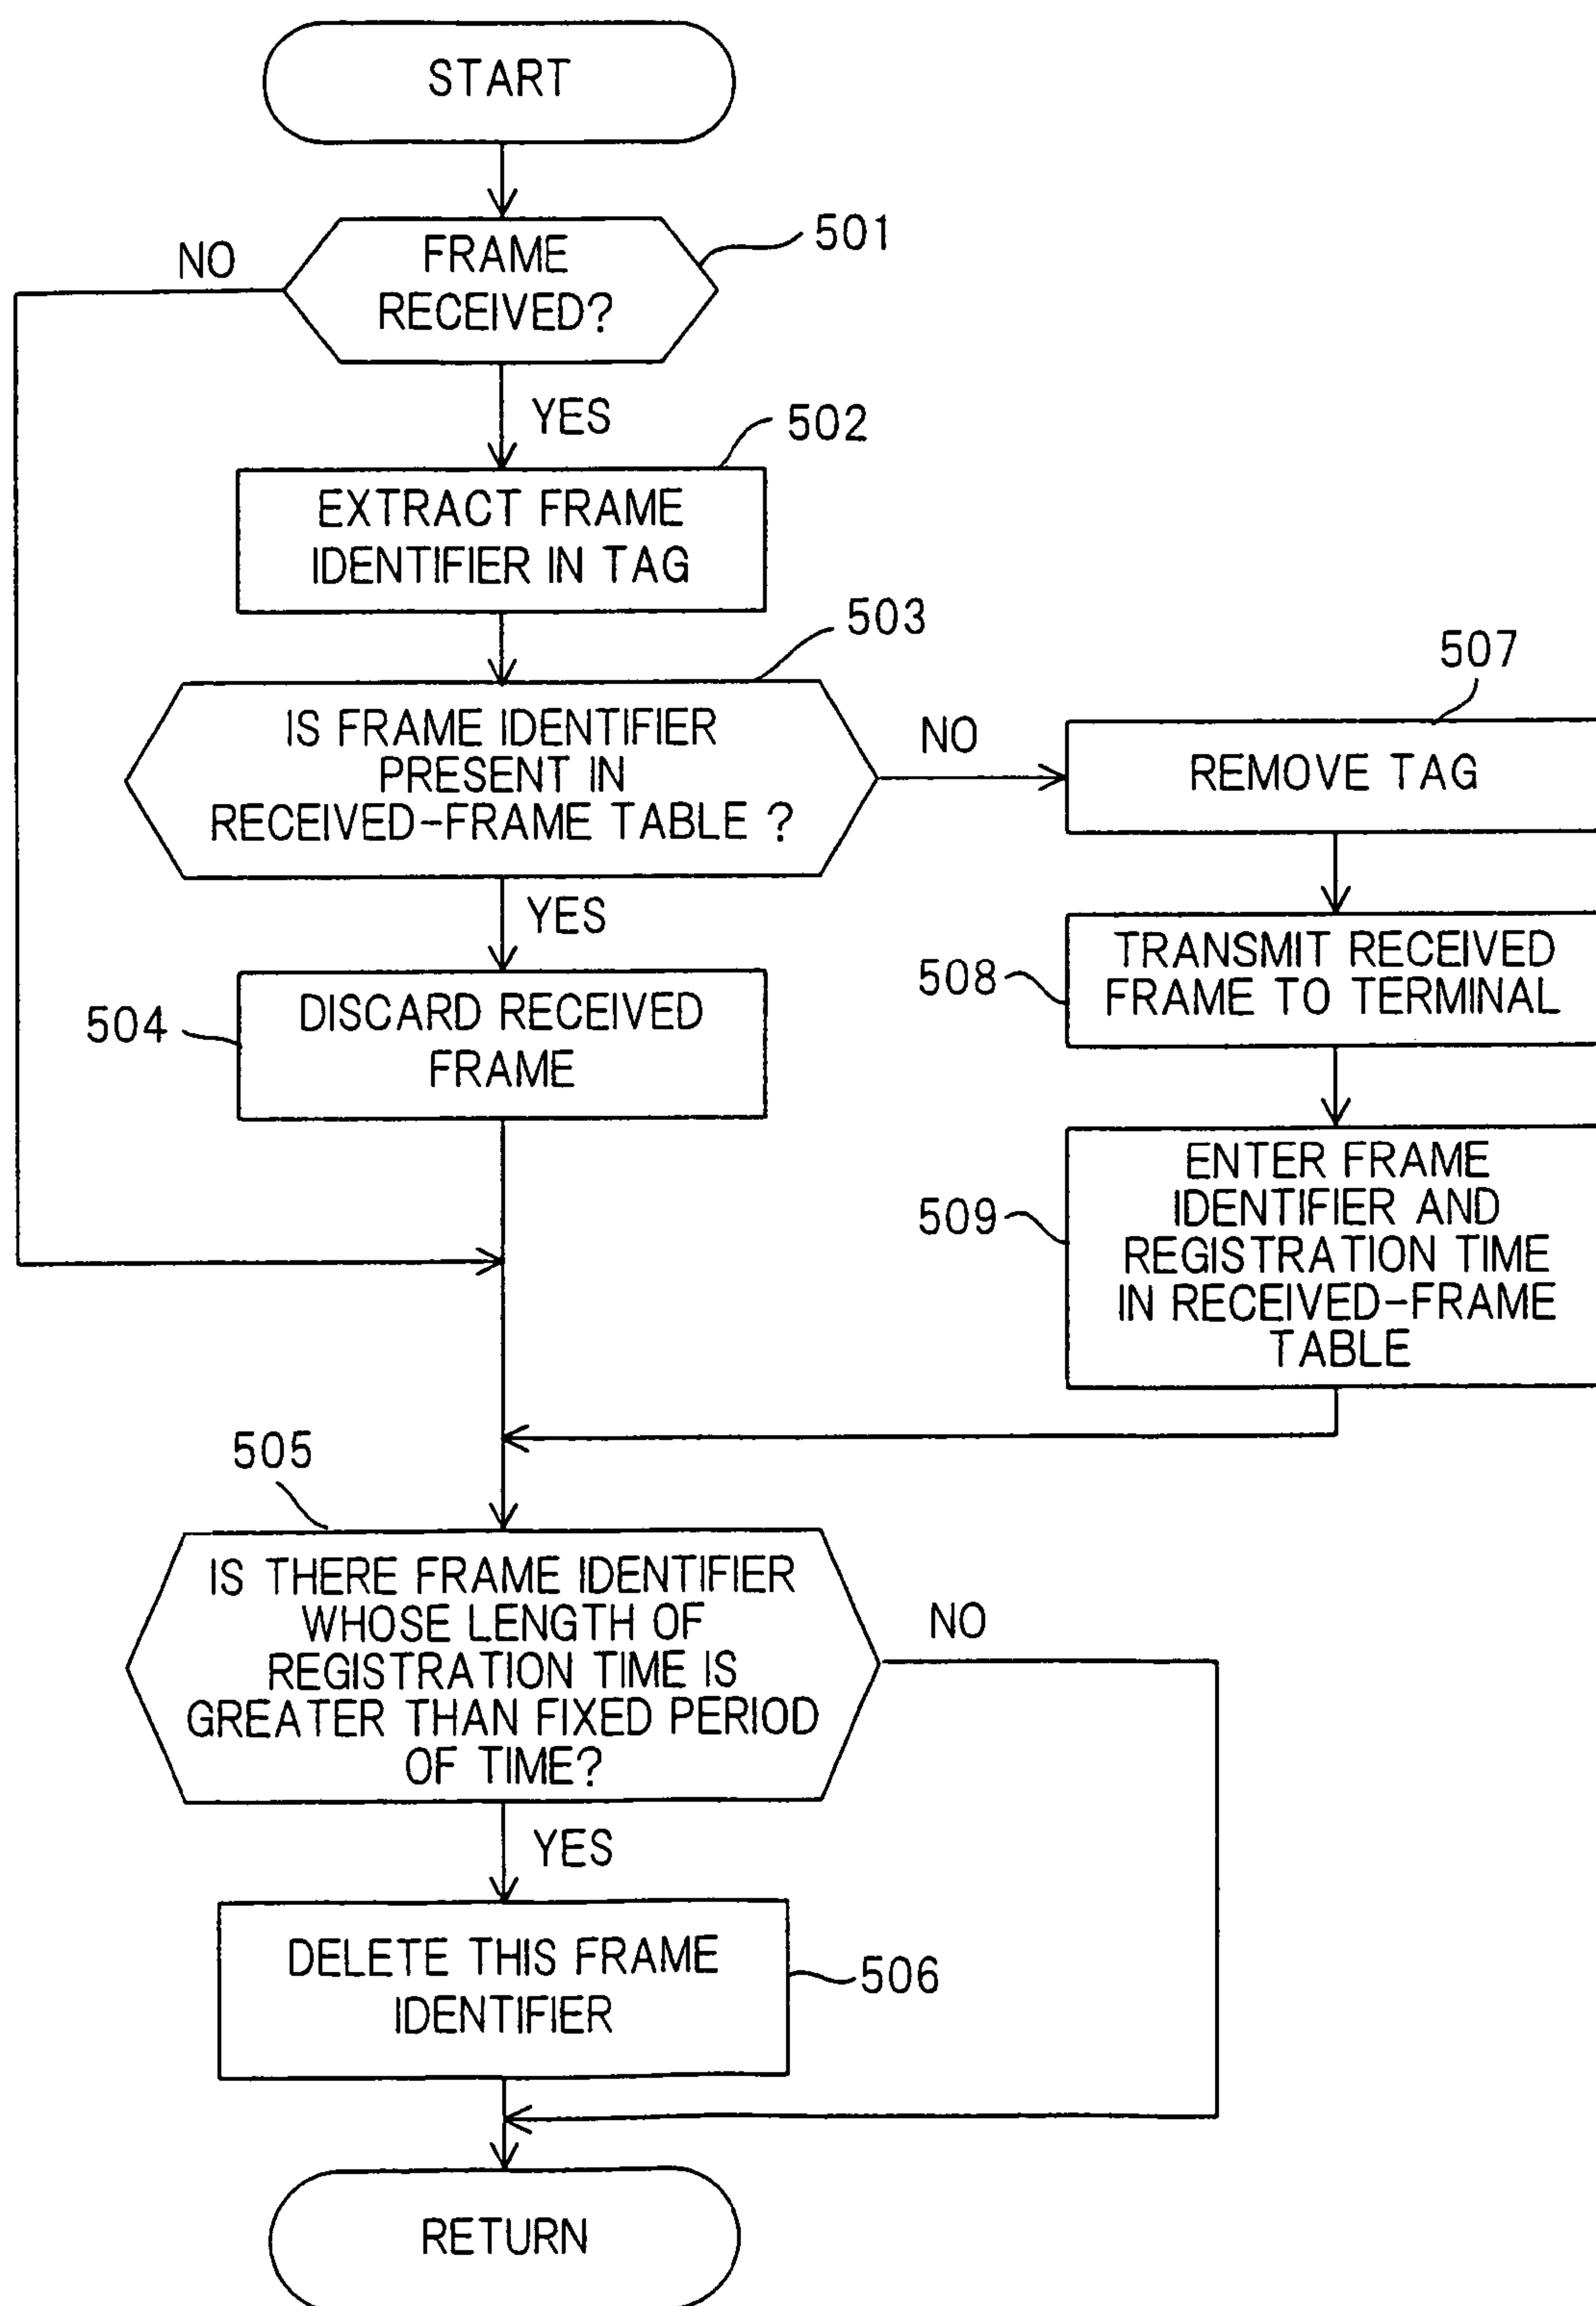 START
NO
FRAME
RECEIVED?
501
YES
502
EXTRACT FRAME
IDENTIFIER IN TAG
503
IS FRAME IDENTIFIER
PRESENT IN
RECEIVED-FRAME TABLE ?
NO
507
REMOVE TAG
YES
508
TRANSMIT RECEIVED
FRAME TO TERMINAL
504
DISCARD RECEIVED
FRAME
509
ENTER FRAME
IDENTIFIER AND
REGISTRATION TIME
IN RECEIVED-FRAME
TABLE
505
IS THERE FRAME IDENTIFIER
WHOSE LENGTH OF
REGISTRATION TIME IS
GREATER THAN FIXED PERIOD
OF TIME?
NO
YES
DELETE THIS FRAME
IDENTIFIER
506
RETURN